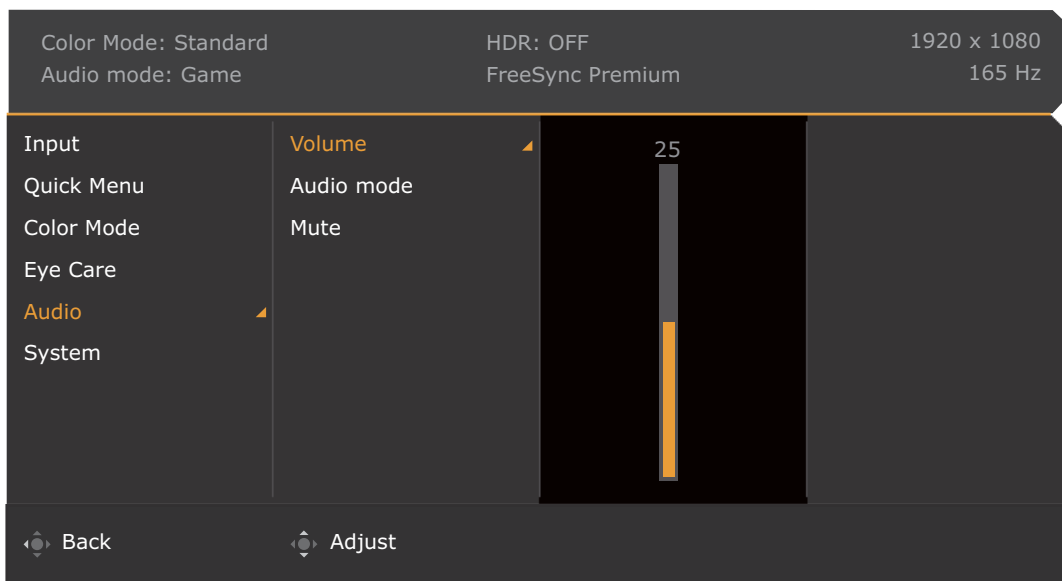 Color Mode: Standard
HDR: OFF
1920 x 1080
Audio mode: Game
FreeSync Premium
165 Hz
Input
Quick Menu
Color Mode
Eye Care
Audio
System
Volume
Audio mode
Mute
25
Back
Adjust